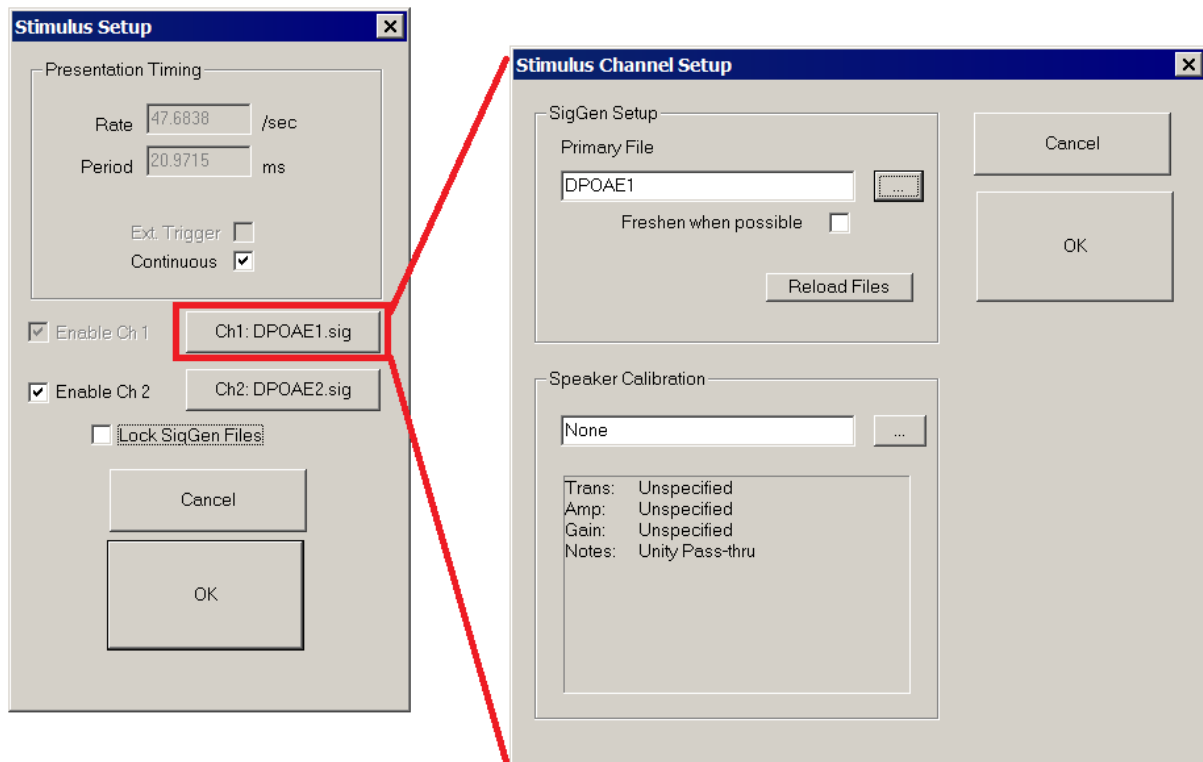 Stimulus Setup
Presentation Timing
Rate 47.6838 /sec
Period 20.9715 ms
Ext. Trigger
Continuous
Enable Ch 1 Ch1: DPOAE1.sig
Enable Ch 2 Ch2: DPOAE2.sig
Lock SigGen Files
Cancel
OK
Stimulus Channel Setup
SigGen Setup
Primary File
DPOAE1 ...
Freshen when possible
Reload Files
Cancel
OK
Speaker Calibration
None ...
Trans: Unspecified
Amp: Unspecified
Gain: Unspecified
Notes: Unity Pass-thru